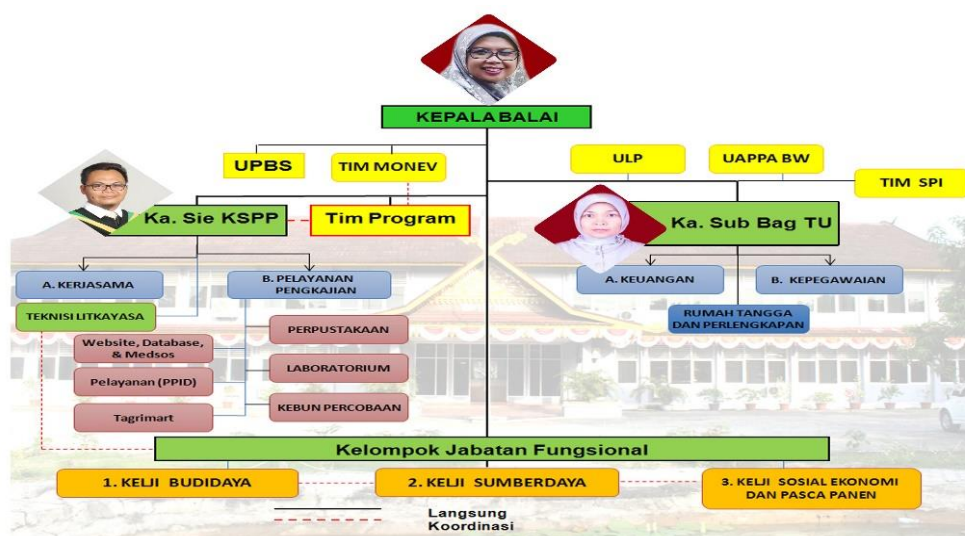 KEPALA BALAI
UPBS
TIM MONEV
ULP
UAPPA BW
TIM SPI
Ka. Sie KSPP
Tim Program
Ka. Sub Bag TU
A. KERJASAMA
B. PELAYANAN
PENGKAJIAN
A. KEUANGAN
B. KEPEGAWAIAN
TEKNISI LITKAYASA
RUMAH TANGGA
DAN PERLENGKAPAN
Website, Database,
& Medsos
PERPUSTAKAAN
Pelayanan (PPID)
LABORATORIUM
Tagrimart
KEBUN PERCOBAAN
Kelompok Jabatan Fungsional
1. KELJI BUDIDAYA
2. KELJI SUMBERDAYA
3. KELJI SOSIAL EKONOMI
DAN PASCA PANEN
Langsung
Koordinasi